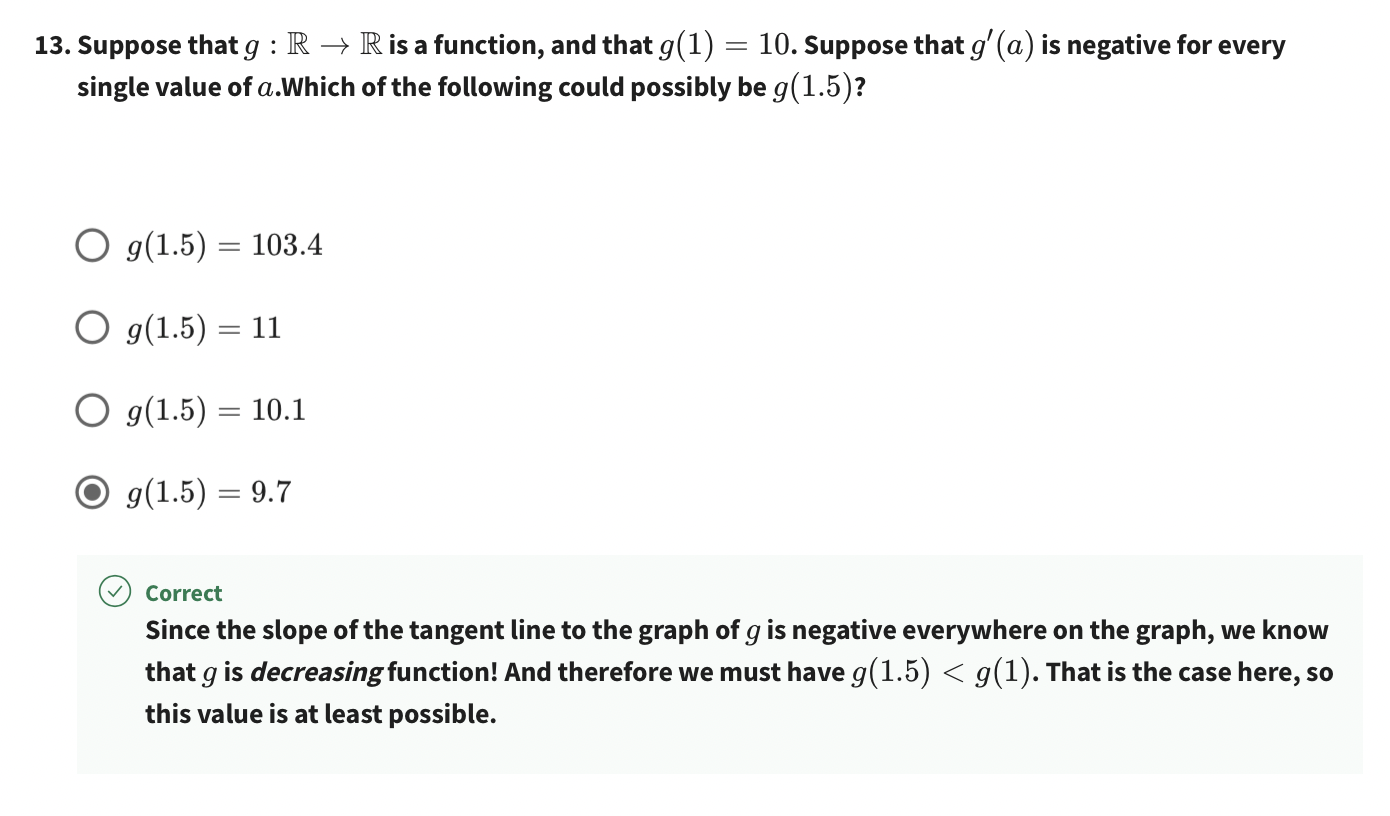 13. Suppose that g : ℝ → ℝ is a function, and that g(1) = 10. Suppose that g′(a) is negative for every
single value of a.Which of the following could possibly be g(1.5)?
g(1.5) = 103.4
g(1.5) = 11
g(1.5) = 10.1
g(1.5) = 9.7
Correct
Since the slope of the tangent line to the graph of g is negative everywhere on the graph, we know
that g is decreasing function! And therefore we must have g(1.5) < g(1). That is the case here, so
this value is at least possible.